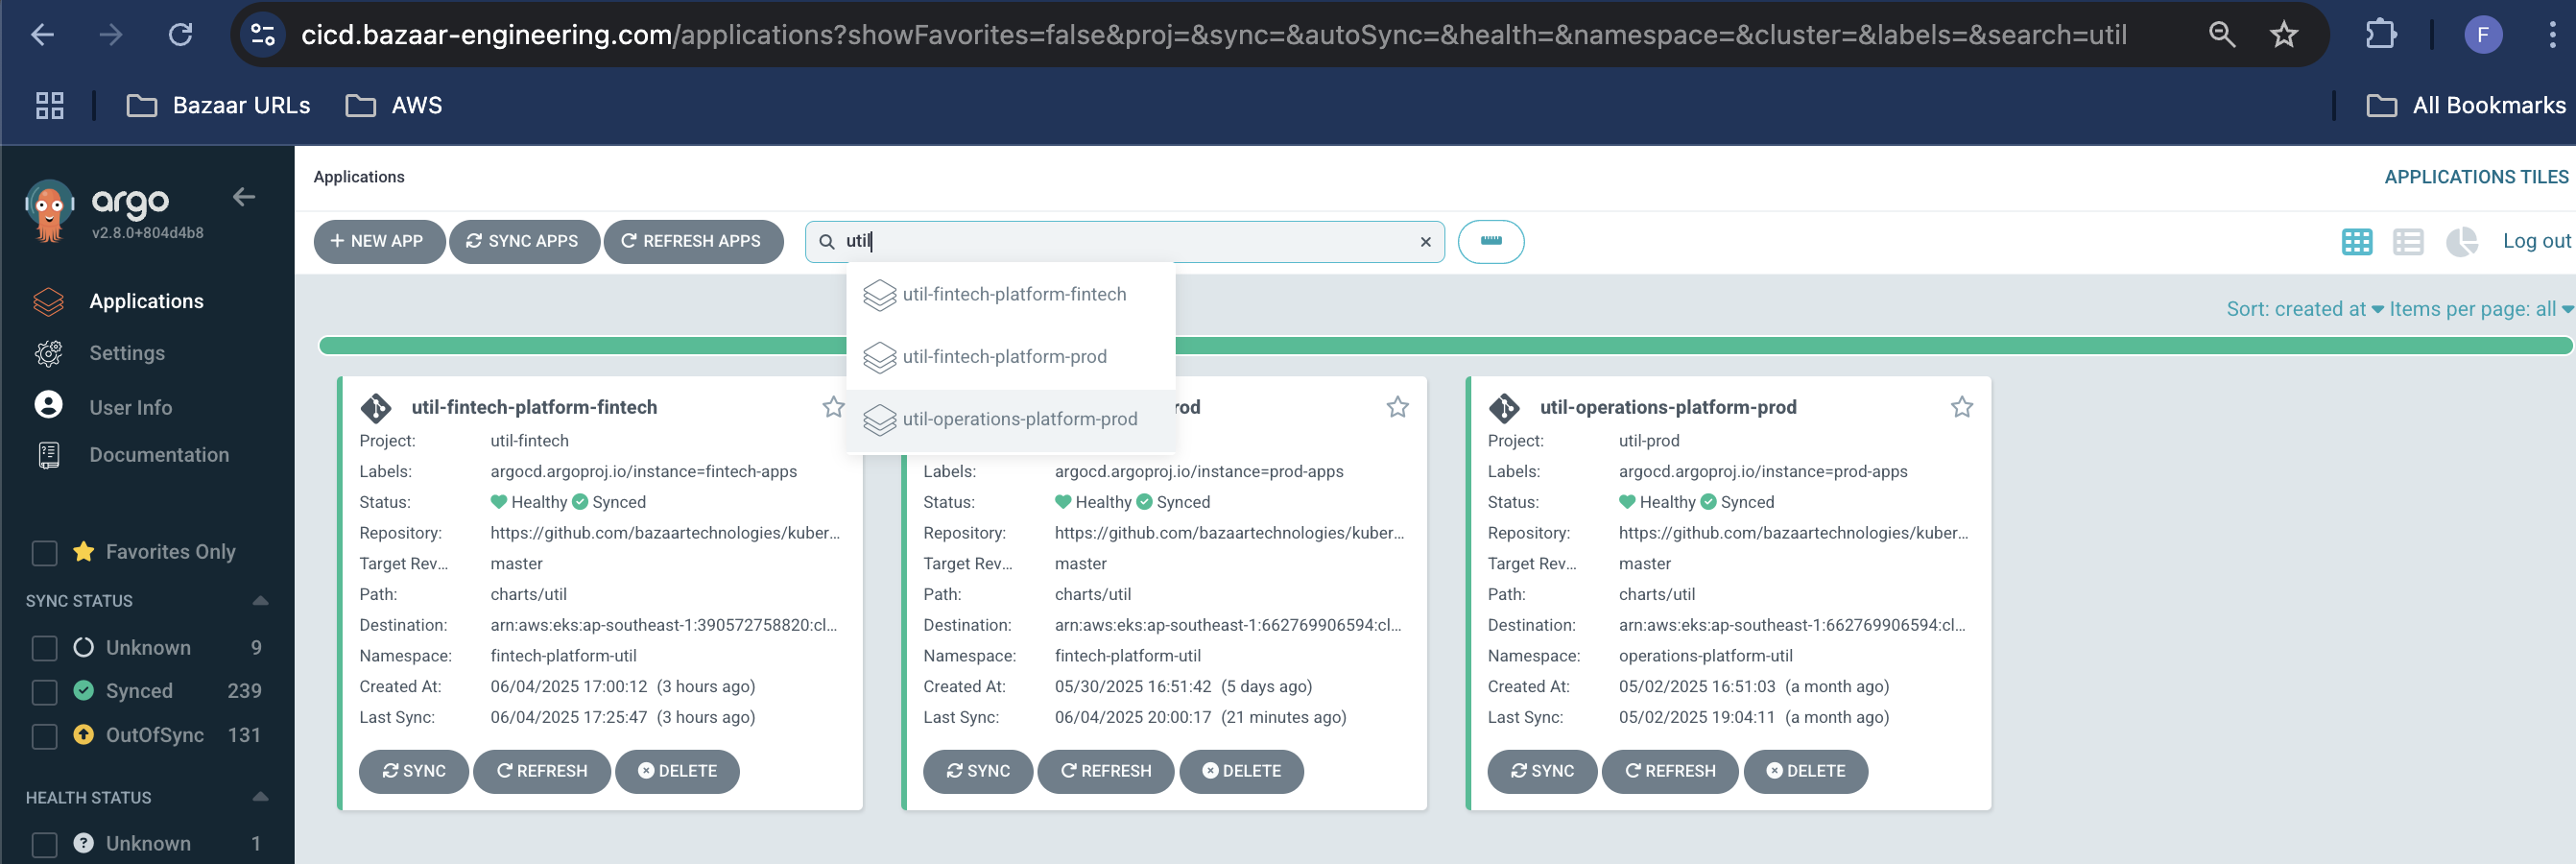 cicd.bazaar-engineering.com/applications?showFavorites=false&proj=&sync=&autoSync=&health=&namespace=&cluster=&labels=&search=util
F
Bazaar URLs
AWS
All Bookmarks
argo
v2.8.0+804d4b8
Applications
Settings
User Info
Documentation
Favorites Only
SYNC STATUS
Unknown 9
Synced 239
OutOfSync 131
HEALTH STATUS
Unknown 1
Applications
APPLICATIONS TILES
+ NEW APP
SYNC APPS
REFRESH APPS
util
Log out
util-fintech-platform-fintech
util-fintech-platform-prod
util-operations-platform-prod
Sort: created at
Items per page: all
util-fintech-platform-fintech
Project: util-fintech
Labels: argocd.argoproj.io/instance=fintech-apps
Status: Healthy Synced
Repository: https://github.com/bazaartechnologies/kuber...
Target Rev... master
Path: charts/util
Destination: arn:aws:eks:ap-southeast-1:390572758820:cl...
Namespace: fintech-platform-util
Created At: 06/04/2025 17:00:12 (3 hours ago)
Last Sync: 06/04/2025 17:25:47 (3 hours ago)
SYNC
REFRESH
DELETE
rod
Labels: argocd.argoproj.io/instance=prod-apps
Status: Healthy Synced
Repository: https://github.com/bazaartechnologies/kuber...
Target Rev... master
Path: charts/util
Destination: arn:aws:eks:ap-southeast-1:662769906594:cl...
Namespace: fintech-platform-util
Created At: 05/30/2025 16:51:42 (5 days ago)
Last Sync: 06/04/2025 20:00:17 (21 minutes ago)
SYNC
REFRESH
DELETE
util-operations-platform-prod
Project: util-prod
Labels: argocd.argoproj.io/instance=prod-apps
Status: Healthy Synced
Repository: https://github.com/bazaartechnologies/kuber...
Target Rev... master
Path: charts/util
Destination: arn:aws:eks:ap-southeast-1:662769906594:cl...
Namespace: operations-platform-util
Created At: 05/02/2025 16:51:03 (a month ago)
Last Sync: 05/02/2025 19:04:11 (a month ago)
SYNC
REFRESH
DELETE